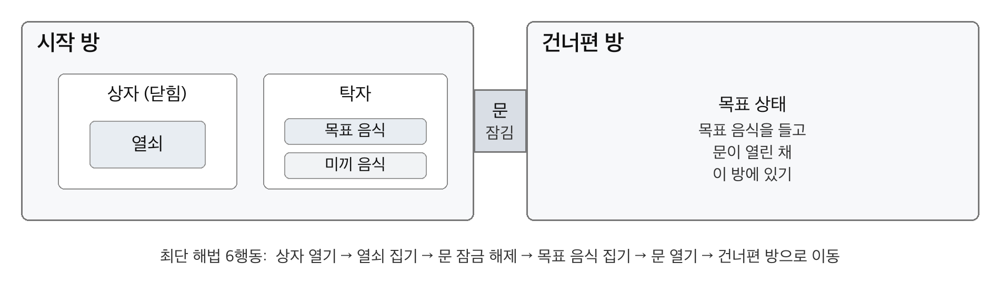 시작 방
상자 (닫힘)
열쇠
탁자
목표 음식
미끼 음식
문
잠김
건너편 방
목표 상태
목표 음식을 들고
문이 열린 채
이 방에 있기
최단 해법 6행동: 상자 열기 → 열쇠 집기 → 문 잠금 해제 → 목표 음식 집기 → 문 열기 → 건너편 방으로 이동